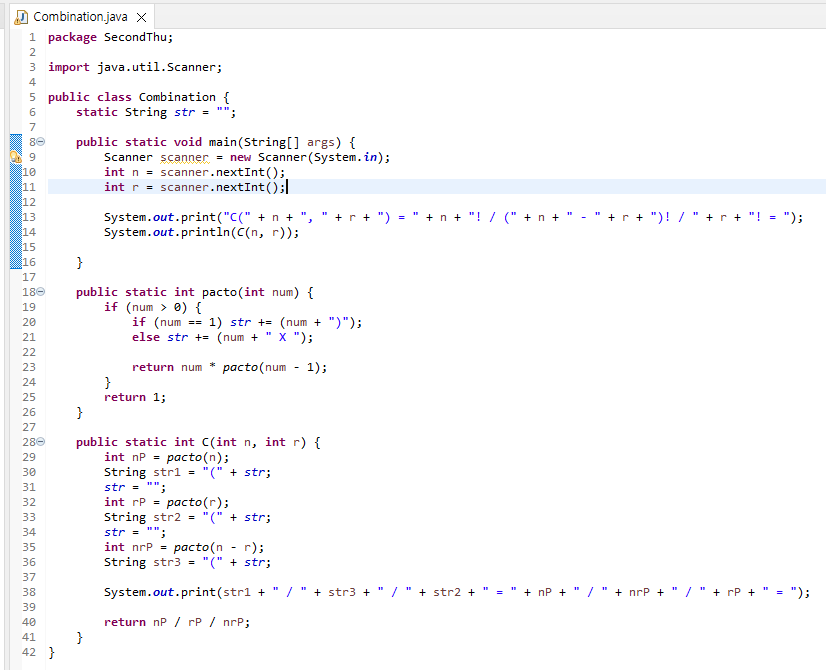 Combination.java
1 package SecondThu;
2
3 import java.util.Scanner;
4
5 public class Combination {
6     static String str = "";
7
8     public static void main(String[] args) {
9         Scanner scanner = new Scanner(System.in);
10         int n = scanner.nextInt();
11         int r = scanner.nextInt();
12
13         System.out.print("C(" + n + ", " + r + ") = " + n + "! / (" + n + " - " + r + ")! / " + r + "! = ");
14         System.out.println(C(n, r));
15
16     }
17
18     public static int pacto(int num) {
19         if (num > 0) {
20             if (num == 1) str += (num + ")");
21             else str += (num + " X ");
22
23             return num * pacto(num - 1);
24         }
25         return 1;
26     }
27
28     public static int C(int n, int r) {
29         int nP = pacto(n);
30         String str1 = "(" + str;
31         str = "";
32         int rP = pacto(r);
33         String str2 = "(" + str;
34         str = "";
35         int nrP = pacto(n - r);
36         String str3 = "(" + str;
37
38         System.out.print(str1 + " / " + str3 + " / " + str2 + " = " + nP + " / " + nrP + " / " + rP + " = ");
39
40         return nP / rP / nrP;
41     }
42 }